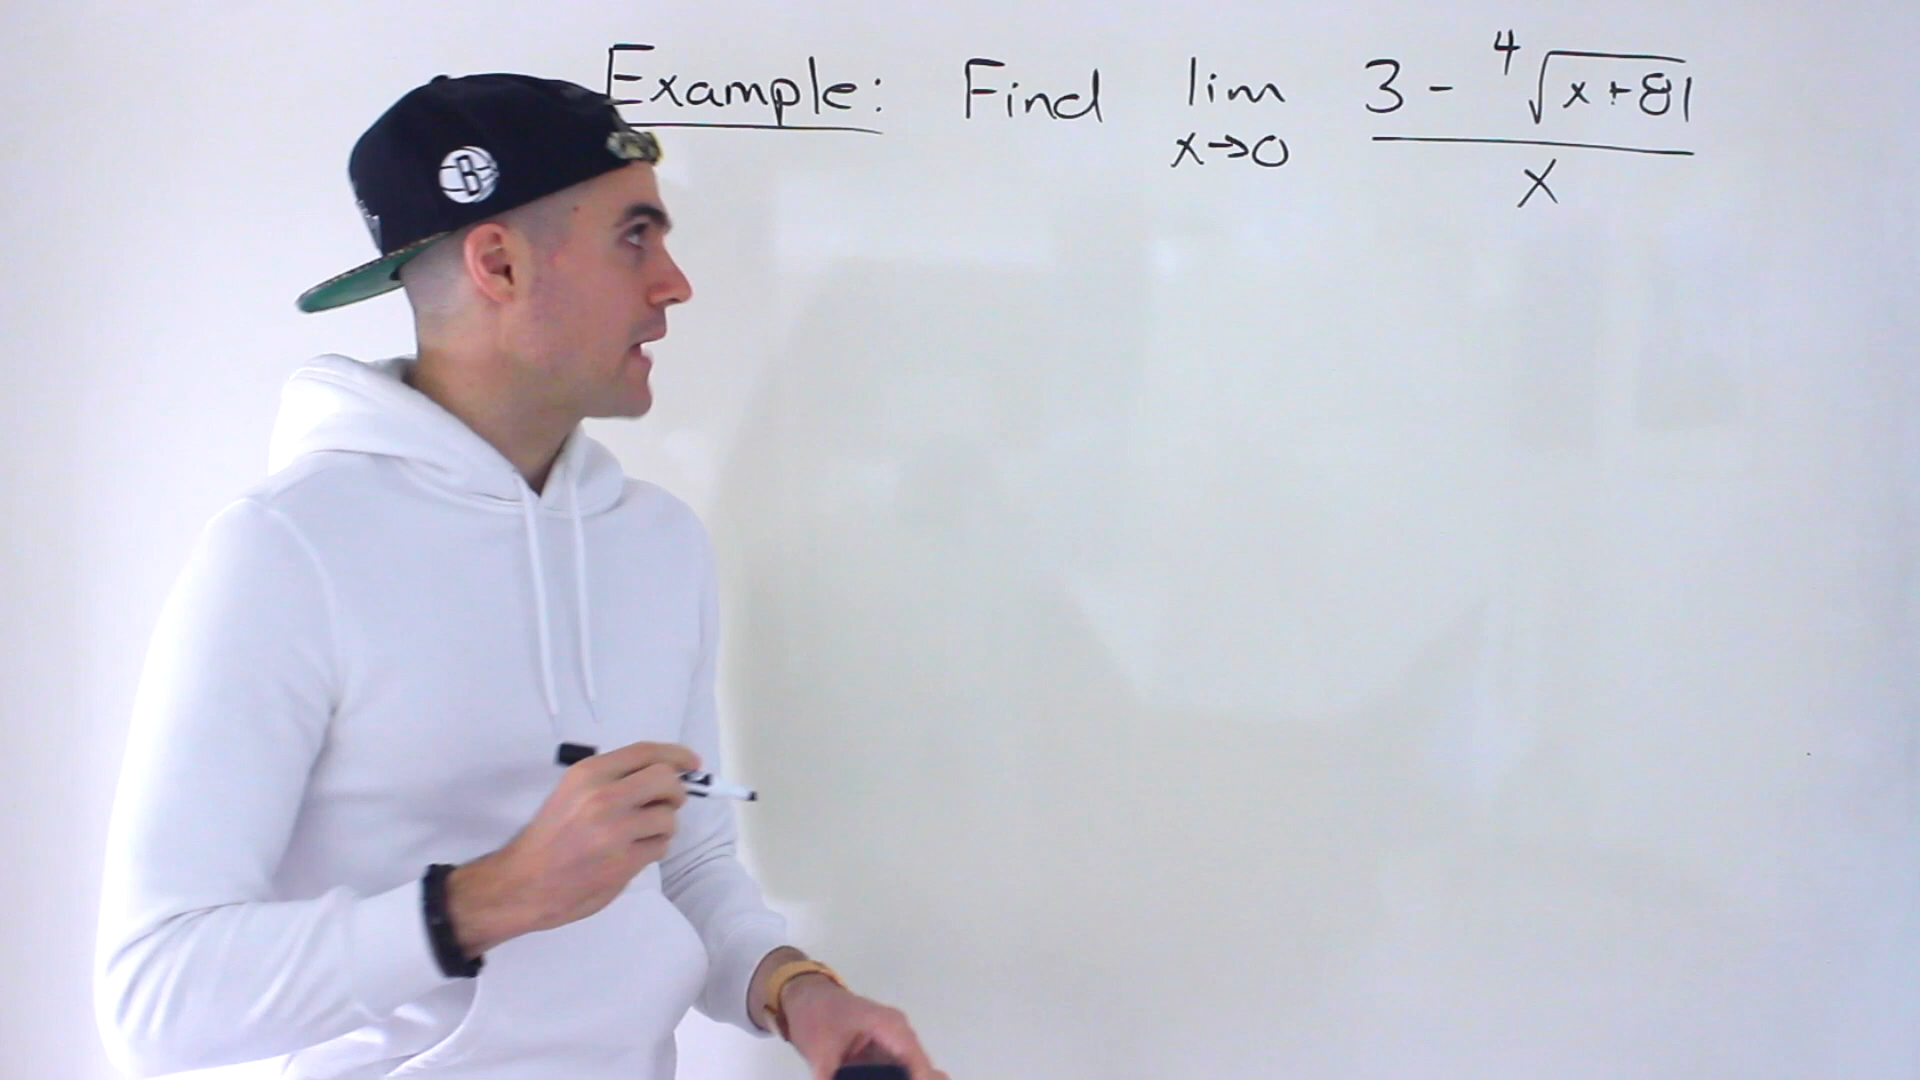 Example: Find lim x→0 3 - ⁴√(x+81)
x
B